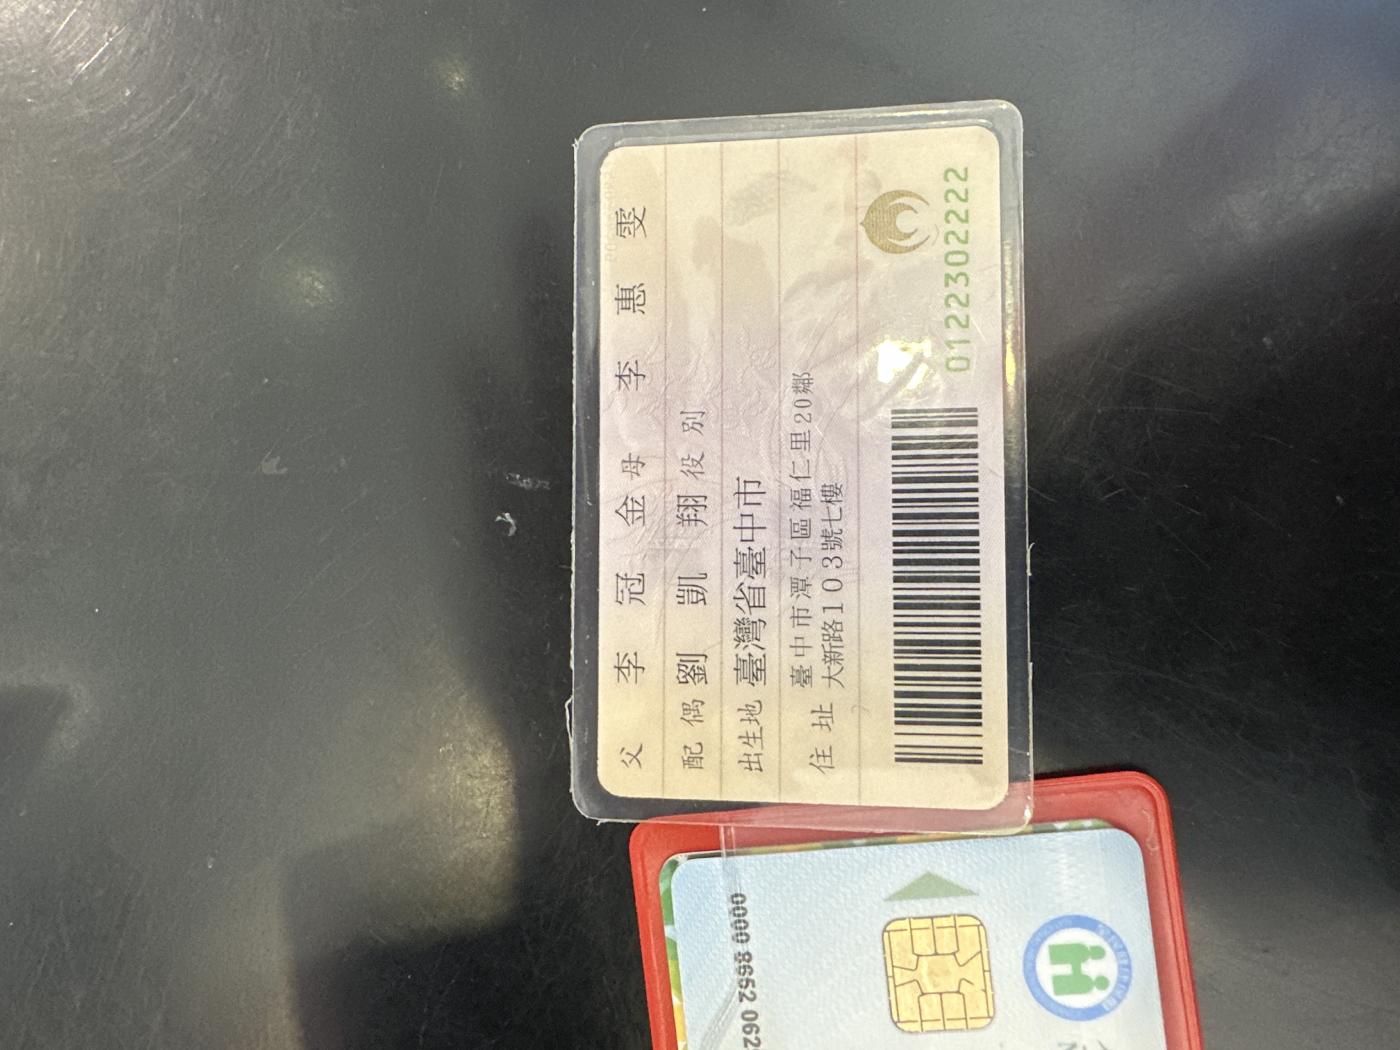 父 李 冠 金 母 李 惠 雯
配 偶 劉 凱 翔 役 別
出生地 臺灣省臺中市
住 址 臺中市潭子區福仁里20鄰
大新路103號七樓
0122302222
0000 8662 062